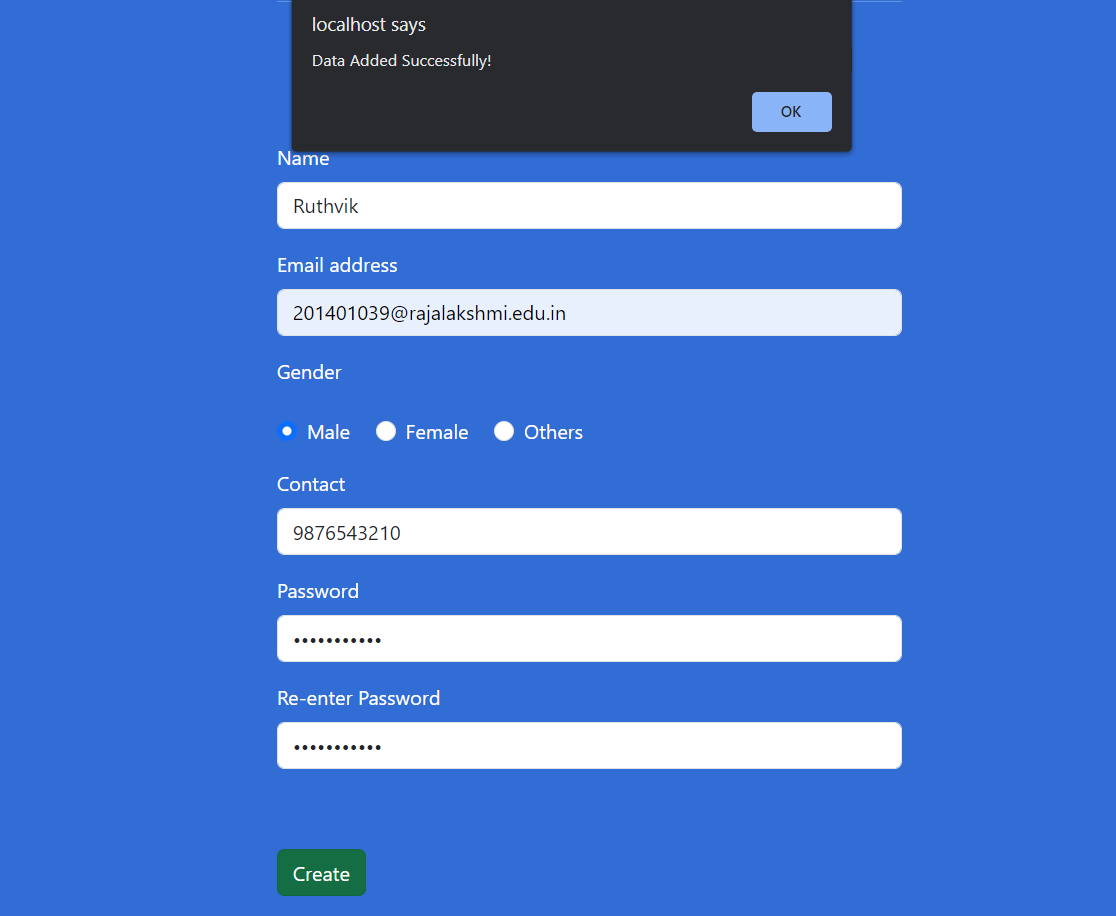 localhost says
Data Added Successfully!
OK
Name
Ruthvik
Email address
201401039@rajalakshmi.edu.in
Gender
Male Female Others
Contact
9876543210
Password
•••••••••••
Re-enter Password
•••••••••••
Create